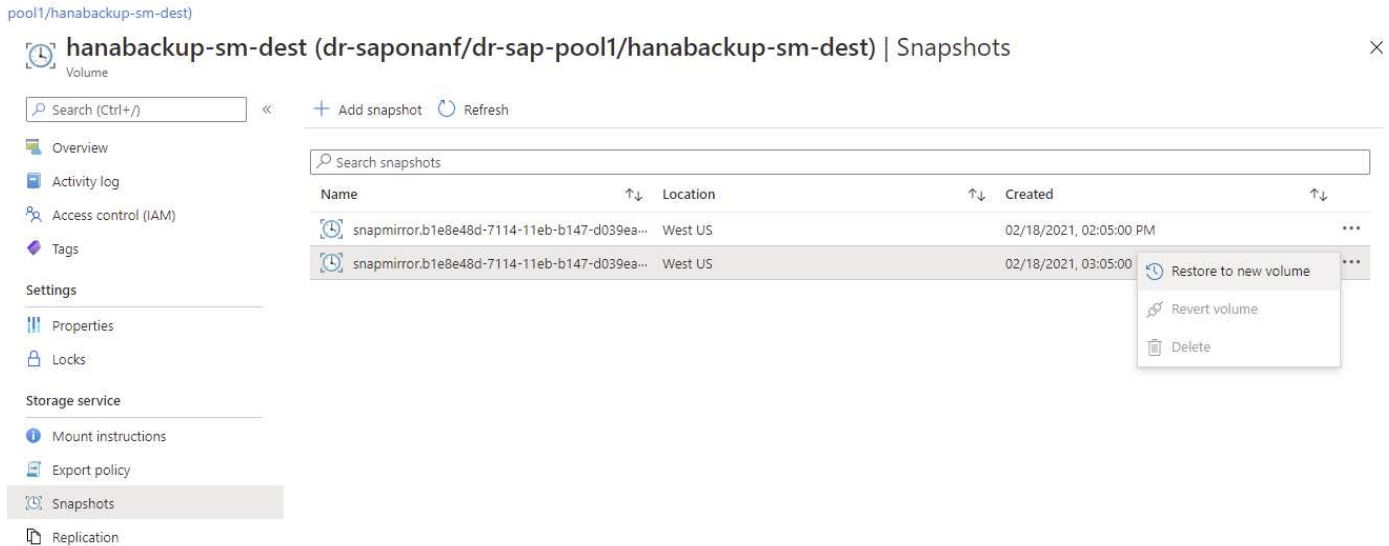 pool1/hanabackup-sm-dest)
hanabackup-sm-dest (dr-saponanf/dr-sap-pool1/hanabackup-sm-dest) | Snapshots
Volume
Search (Ctrl+/)
Add snapshot Refresh
Overview
Activity log
Access control (IAM)
Tags
Settings
Properties
Locks
Storage service
Mount instructions
Export policy
Snapshots
Replication
Search snapshots
Name Location Created
snapmirror.b1e8e48d-7114-11eb-b147-d039ea··· West US 02/18/2021, 02:05:00 PM
snapmirror.b1e8e48d-7114-11eb-b147-d039ea··· West US 02/18/2021, 03:05:00
Restore to new volume
Revert volume
Delete